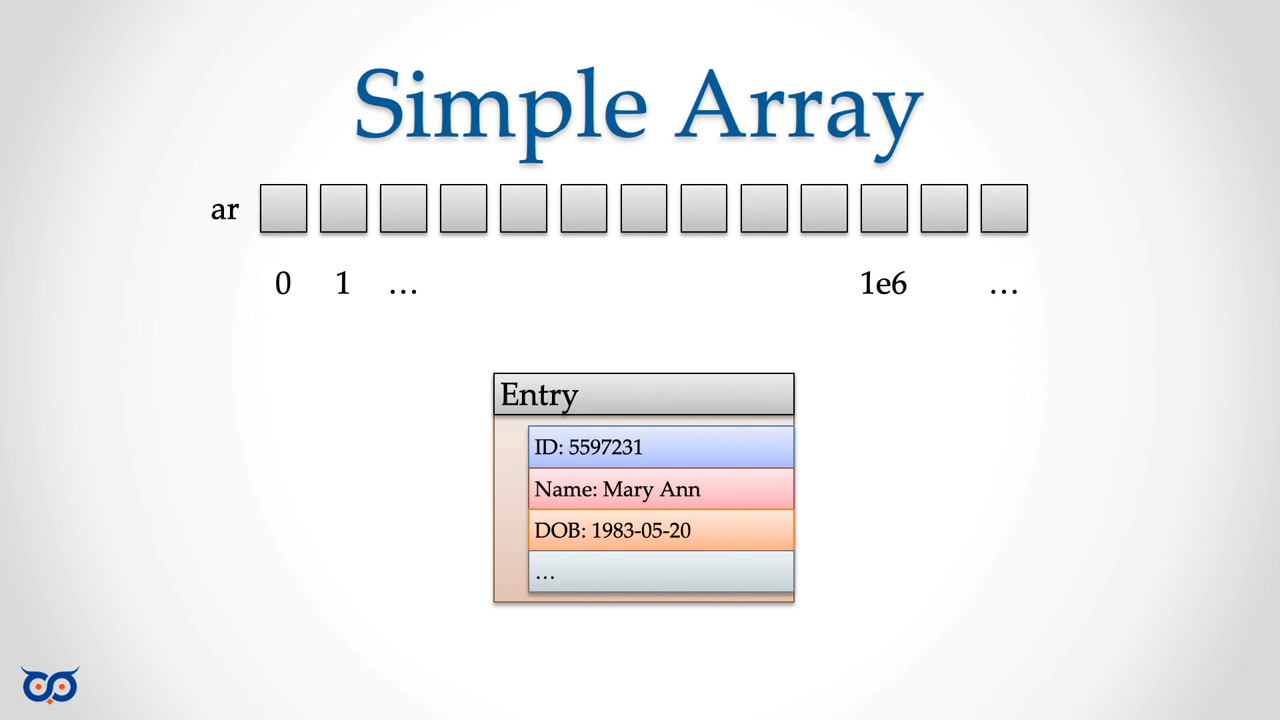 Simple Array
ar
0 1 ... 1e6 ...
Entry
ID: 5597231
Name: Mary Ann
DOB: 1983-05-20
...